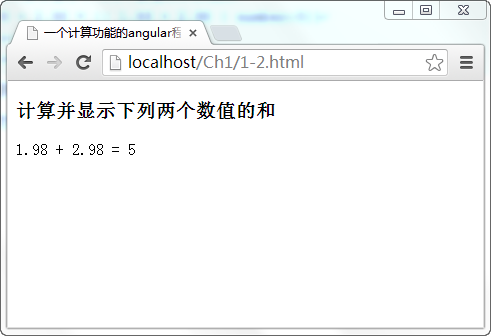 一个计算功能的angular程
localhost/Ch1/1-2.html
计算并显示下列两个数值的和
1.98 + 2.98 = 5